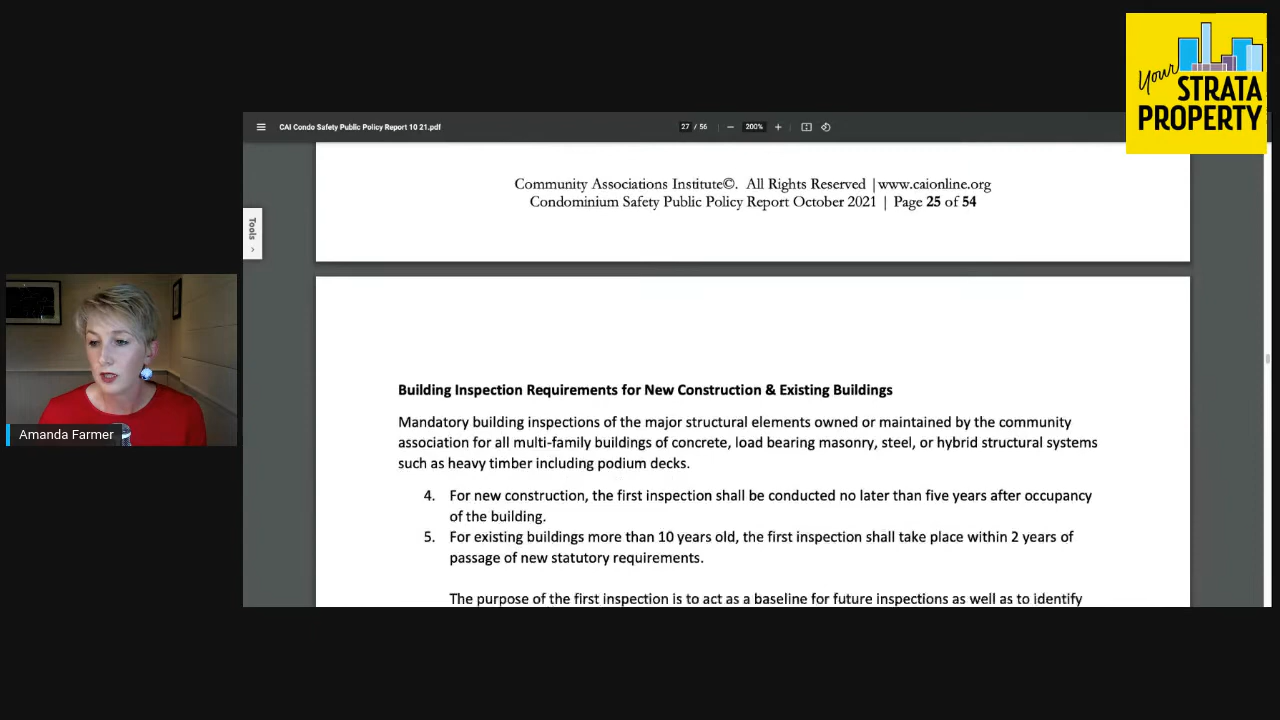 Your
STRATA
PROPERTY
CAI Condo Safety Public Policy Report 10 21.pdf
27 / 56
200%
Community Associations Institute©. All Rights Reserved |www.caionline.org
Condominium Safety Public Policy Report October 2021 | Page 25 of 54
Tools
Building Inspection Requirements for New Construction & Existing Buildings
Mandatory building inspections of the major structural elements owned or maintained by the community
association for all multi-family buildings of concrete, load bearing masonry, steel, or hybrid structural systems
such as heavy timber including podium decks.
4. For new construction, the first inspection shall be conducted no later than five years after occupancy
of the building.
5. For existing buildings more than 10 years old, the first inspection shall take place within 2 years of
passage of new statutory requirements.
The purpose of the first inspection is to act as a baseline for future inspections as well as to identify
Amanda Farmer